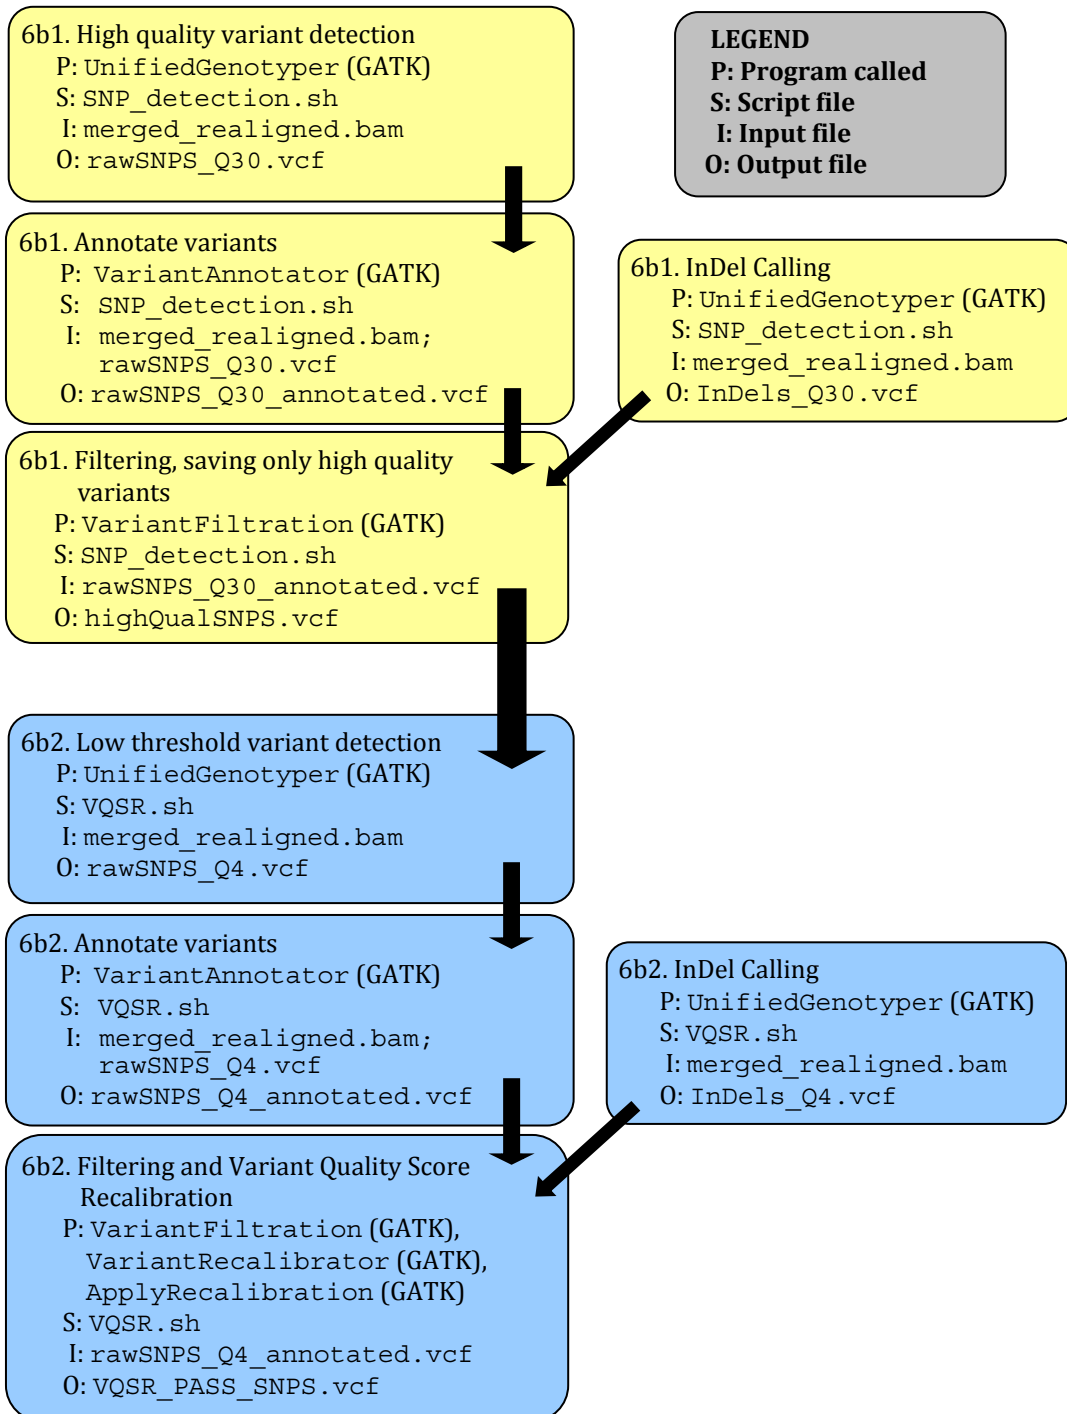 6b1. High quality variant detection
P: UnifiedGenotyper (GATK)
S: SNP_detection.sh
I: merged_realigned.bam
O: rawSNPS_Q30.vcf
LEGEND
P: Program called
S: Script file
I: Input file
O: Output file
6b1. Annotate variants
P: VariantAnnotator (GATK)
S: SNP_detection.sh
I: merged_realigned.bam;
rawSNPS_Q30.vcf
O: rawSNPS_Q30_annotated.vcf
6b1. InDel Calling
P: UnifiedGenotyper (GATK)
S: SNP_detection.sh
I: merged_realigned.bam
O: InDels_Q30.vcf
6b1. Filtering, saving only high quality
variants
P: VariantFiltration (GATK)
S: SNP_detection.sh
I: rawSNPS_Q30_annotated.vcf
O: highQualSNPS.vcf
6b2. Low threshold variant detection
P: UnifiedGenotyper (GATK)
S: VQSR.sh
I: merged_realigned.bam
O: rawSNPS_Q4.vcf
6b2. Annotate variants
P: VariantAnnotator (GATK)
S: VQSR.sh
I: merged_realigned.bam;
rawSNPS_Q4.vcf
O: rawSNPS_Q4_annotated.vcf
6b2. InDel Calling
P: UnifiedGenotyper (GATK)
S: VQSR.sh
I: merged_realigned.bam
O: InDels_Q4.vcf
6b2. Filtering and Variant Quality Score
Recalibration
P: VariantFiltration (GATK),
VariantRecalibrator (GATK),
ApplyRecalibration (GATK)
S: VQSR.sh
I: rawSNPS_Q4_annotated.vcf
O: VQSR_PASS_SNPS.vcf